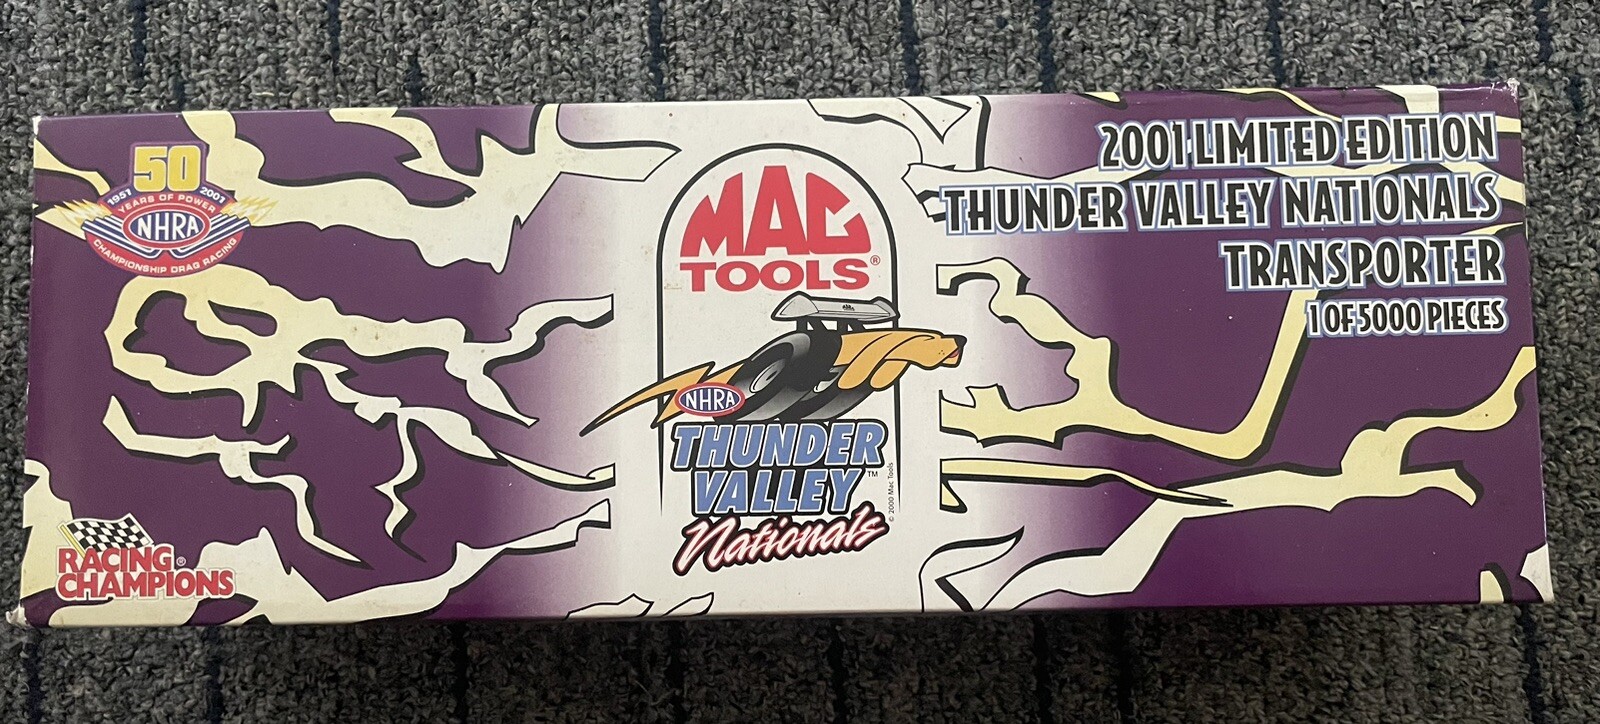 50
1951 2001
YEARS OF POWER
NHRA
CHAMPIONSHIP DRAG RACING
RACING®
CHAMPIONS
MAC
TOOLS®
NHRA
THUNDER
VALLEY™
Nationals
© 2000 Mac Tools
2001 LIMITED EDITION
THUNDER VALLEY NATIONALS
TRANSPORTER
1 OF 5000 PIECES